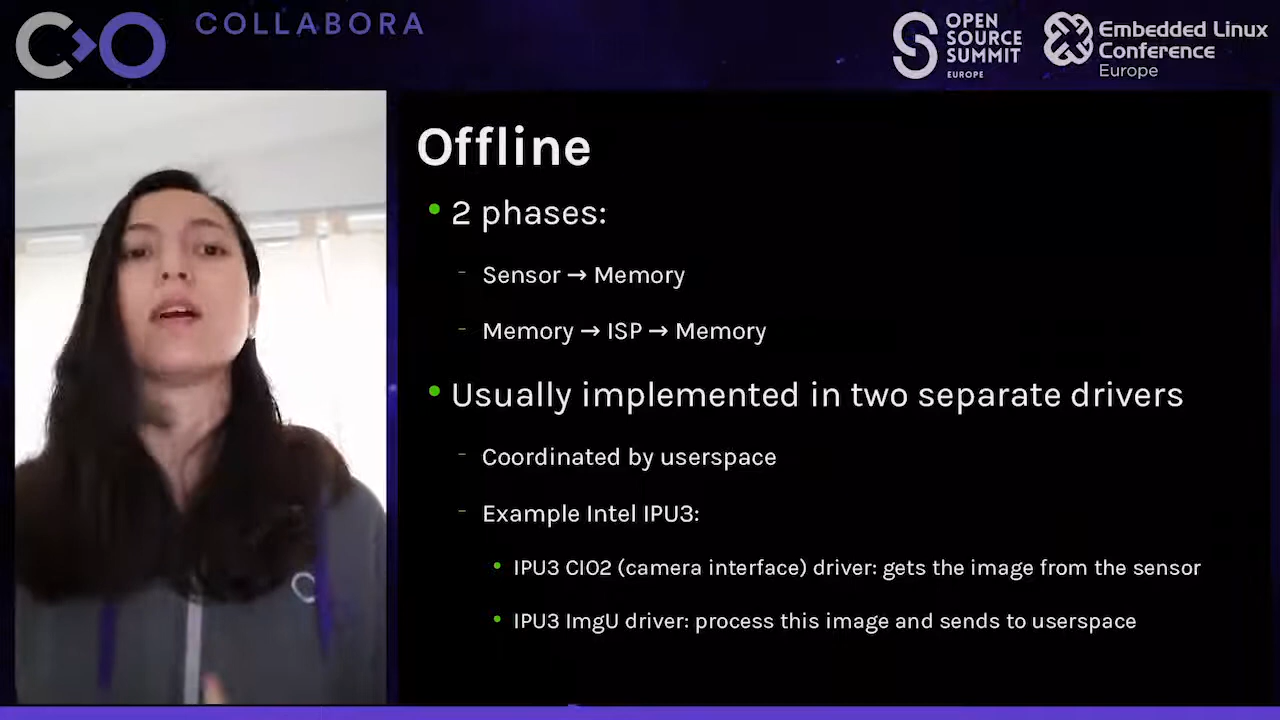 COLLABORA
OPEN
SOURCE
SUMMIT
EUROPE
Embedded Linux
Conference
Europe
Offline
• 2 phases:
– Sensor → Memory
– Memory → ISP → Memory
• Usually implemented in two separate drivers
– Coordinated by userspace
– Example Intel IPU3:
• IPU3 CIO2 (camera interface) driver: gets the image from the sensor
• IPU3 ImgU driver: process this image and sends to userspace